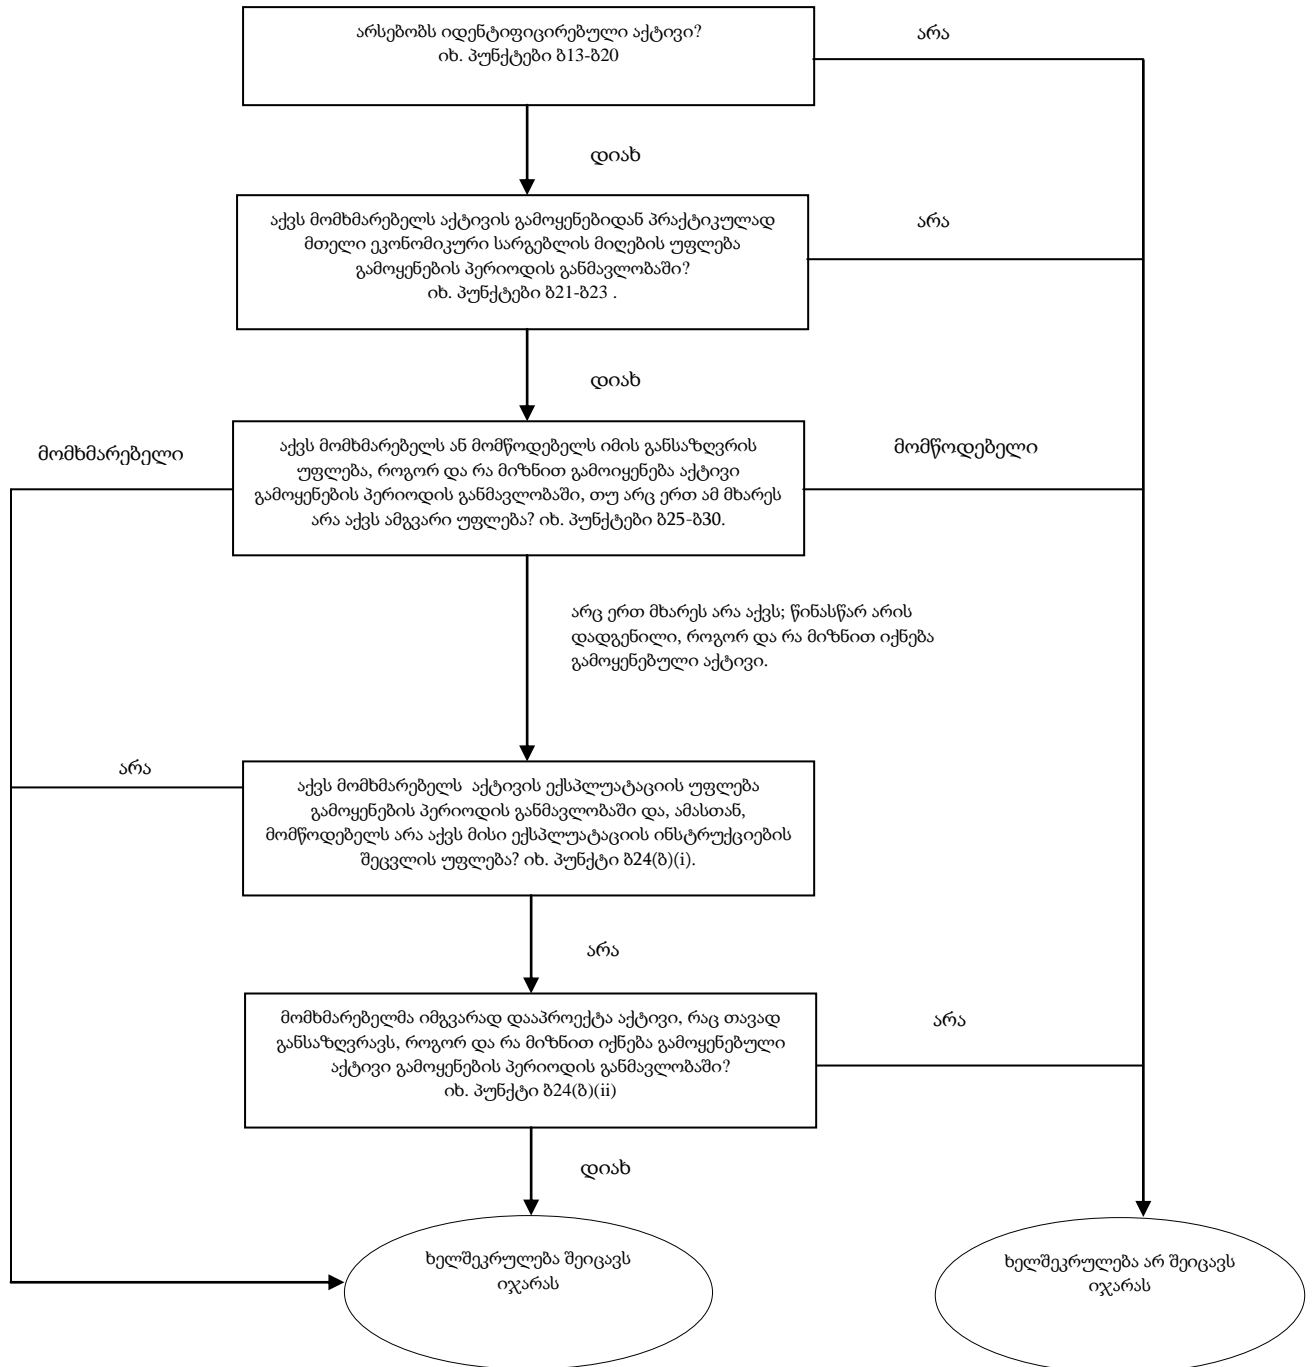 არსებობს იდენტიფიცირებული აქტივი?
იხ. პუნქტები ბ13-ბ20
არა
დიახ
აქვს მომხმარებელს აქტივის გამოყენებიდან პრაქტიკულად
მთელი ეკონომიკური სარგებლის მიღების უფლება
გამოყენების პერიოდის განმავლობაში?
იხ. პუნქტები ბ21-ბ23 .
არა
დიახ
მომხმარებელი
აქვს მომხმარებელს ან მომწოდებელს იმის განსაზღვრის
უფლება, როგორ და რა მიზნით გამოიყენება აქტივი
გამოყენების პერიოდის განმავლობაში, თუ არც ერთ ამ მხარეს
არა აქვს ამგვარი უფლება? იხ. პუნქტები ბ25-ბ30.
მომწოდებელი
არც ერთ მხარეს არა აქვს; წინასწარ არის
დადგენილი, როგორ და რა მიზნით იქნება
გამოყენებული აქტივი.
არა
აქვს მომხმარებელს აქტივის ექსპლუატაციის უფლება
გამოყენების პერიოდის განმავლობაში და, ამასთან,
მომწოდებელს არა აქვს მისი ექსპლუატაციის ინსტრუქციების
შეცვლის უფლება? იხ. პუნქტი ბ24(ბ)(i).
არა
მომხმარებელმა იმგვარად დააპროექტა აქტივი, რაც თავად
განსაზღვრავს, როგორ და რა მიზნით იქნება გამოყენებული
აქტივი გამოყენების პერიოდის განმავლობაში?
იხ. პუნქტი ბ24(ბ)(ii)
არა
დიახ
ხელშეკრულება შეიცავს
იჯარას
ხელშეკრულება არ შეიცავს
იჯარას